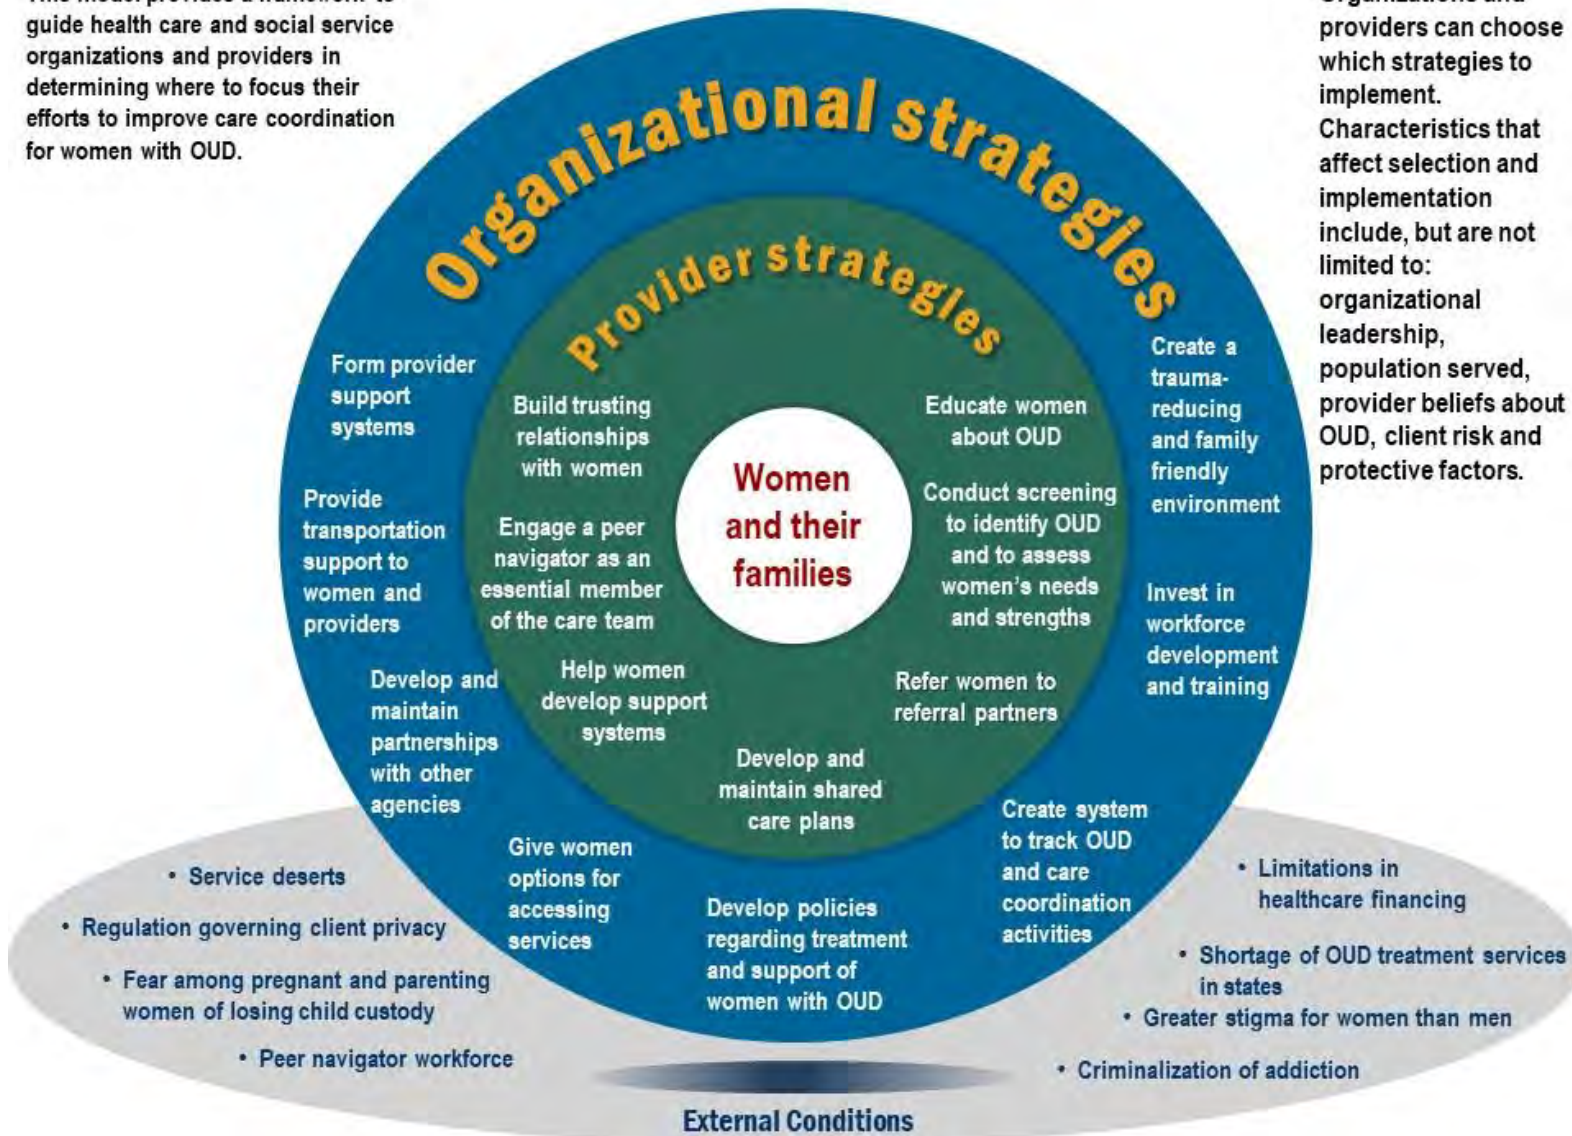 This model provides a framework to
guide health care and social service
organizations and providers in
determining where to focus their
efforts to improve care coordination
for women with OUD.
Organizations and
providers can choose
which strategies to
implement.
Characteristics that
affect selection and
implementation
include, but are not
limited to:
organizational
leadership,
population served,
provider beliefs about
OUD, client risk and
protective factors.
Organizational strategies
Provider strategies
Women
and their
families
Form provider
support
systems
Provide
transportation
support to
women and
providers
Develop and
maintain
partnerships
with other
agencies
Give women
options for
accessing
services
Develop policies
regarding treatment
and support of
women with OUD
Create system
to track OUD
and care
coordination
activities
Invest in
workforce
development
and training
Create a
trauma-
reducing
and family
friendly
environment
Build trusting
relationships
with women
Engage a peer
navigator as an
essential member
of the care team
Help women
develop support
systems
Develop and
maintain shared
care plans
Refer women to
referral partners
Conduct screening
to identify OUD
and to assess
women's needs
and strengths
Educate women
about OUD
• Service deserts
• Regulation governing client privacy
• Fear among pregnant and parenting
women of losing child custody
• Peer navigator workforce
• Limitations in
healthcare financing
• Shortage of OUD treatment services
in states
• Greater stigma for women than men
• Criminalization of addiction
External Conditions